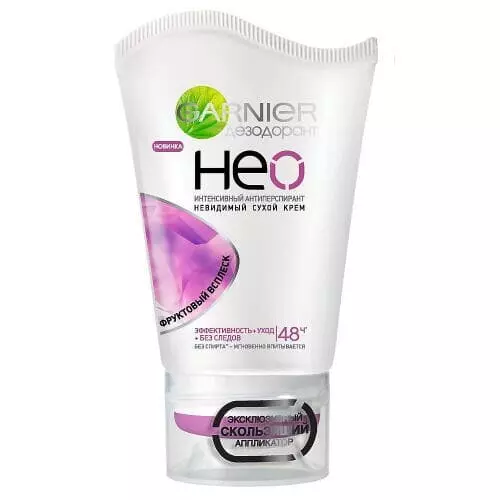 GARNIER
дезодорант
НОВИНКА
Нео
ИНТЕНСИВНЫЙ АНТИПЕРСПИРАНТ
НЕВИДИМЫЙ СУХОЙ КРЕМ
ФРУКТОВЫЙ ВСПЛЕСК
ЭФФЕКТИВНОСТЬ + УХОД
+ БЕЗ СЛЕДОВ
48ч*
БЕЗ СПИРТА* - МГНОВЕННО ВПИТЫВАЕТСЯ
ЭКСКЛЮЗИВНЫЙ
СКОЛЬЗЯЩИЙ
АППЛИКАТОР